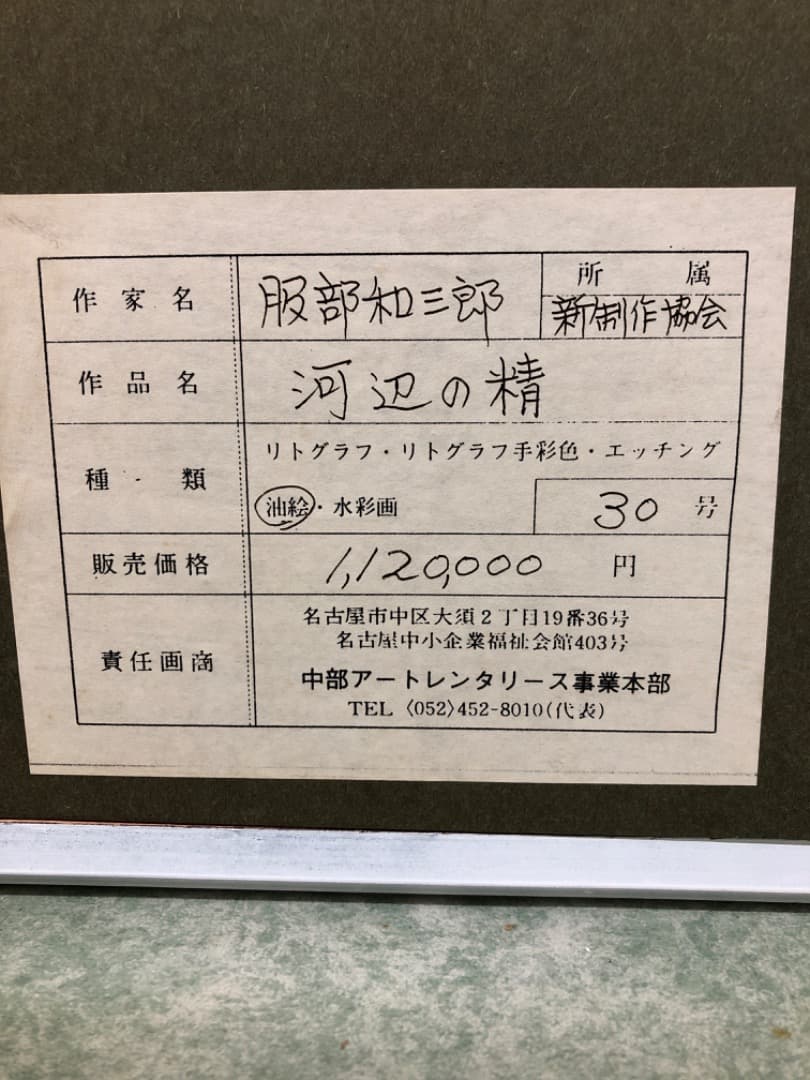 作家名 服部和三郎 所属
新制作協会
作品名 河辺の精
種類 リトグラフ・リトグラフ手彩色・エッチング
油絵・水彩画 30号
販売価格 1,120,000 円
責任画商 名古屋市中区大須2丁目19番36号
名古屋中小企業福祉会館403号
中部アートレンタリース事業本部
TEL〈052〉452-8010(代表)